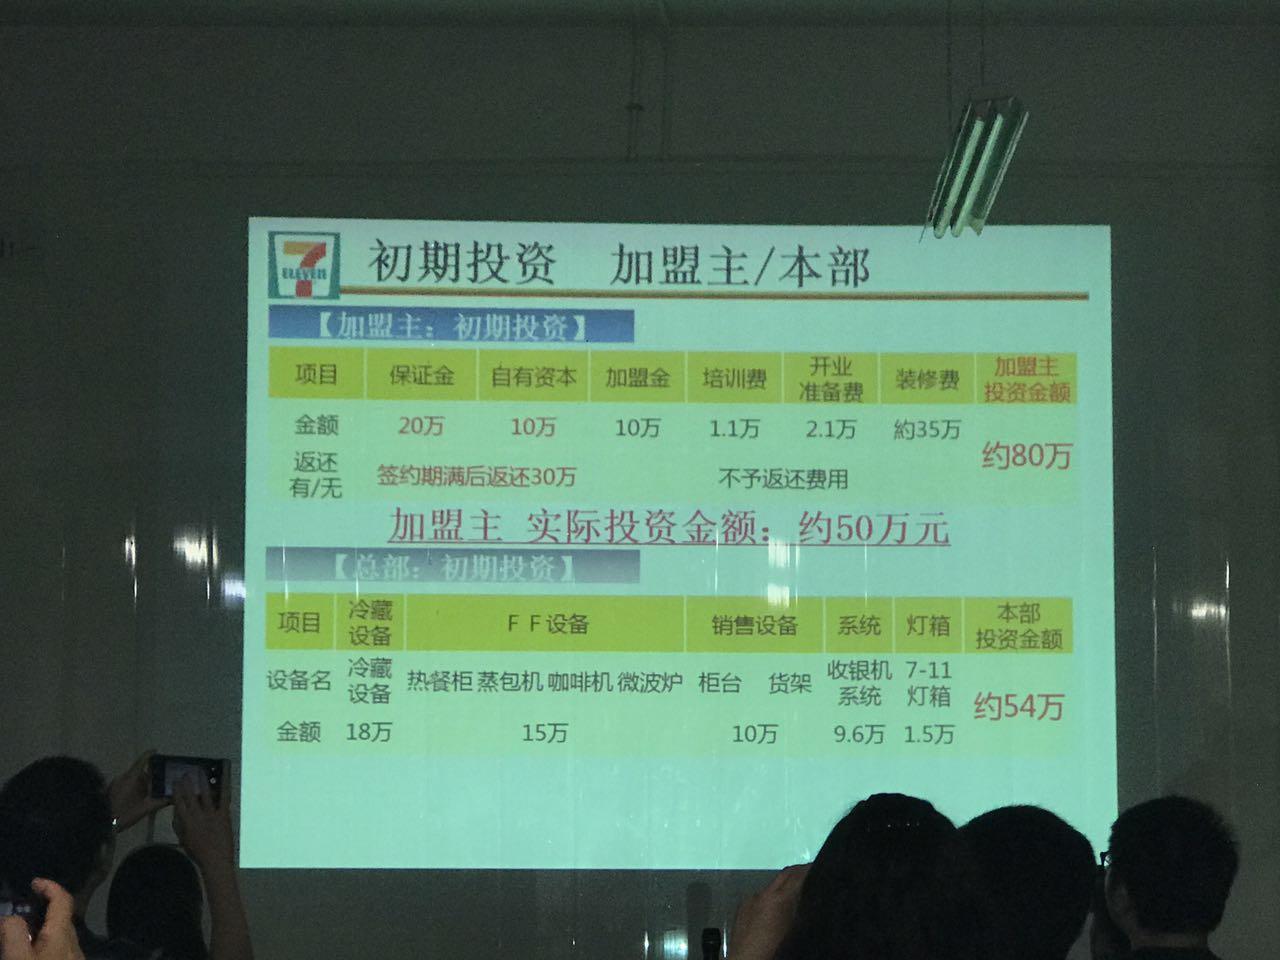 7
ELEVEN
初期投资 加盟主/本部
【加盟主：初期投资】
项目 保证金 自有资本 加盟金 培训费 开业准备费 装修费 加盟主投资金额
金额 20万 10万 10万 1.1万 2.1万 約35万 约80万
返还有/无 签约期满后返还30万 不予返还费用
加盟主 实际投资金额：约50万元
【总部：初期投资】
项目 冷藏设备 ＦＦ设备 销售设备 系统 灯箱 本部投资金额
设备名 冷藏设备 热餐柜 蒸包机 咖啡机 微波炉 柜台 货架 收银机系统 7-11灯箱 约54万
金额 18万 15万 10万 9.6万 1.5万